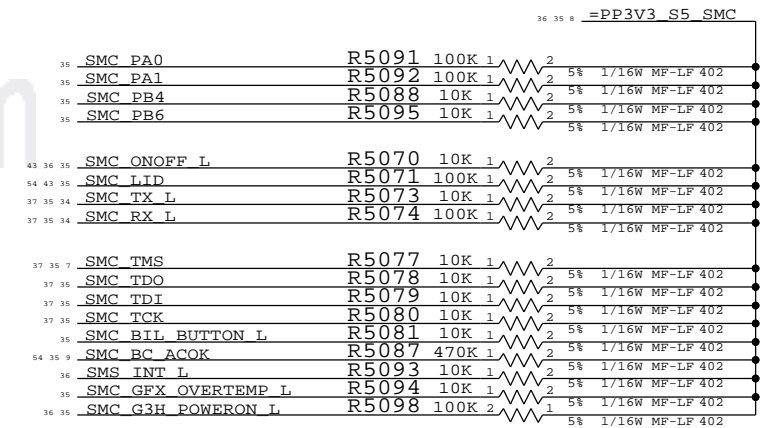 36 35 8 =PP3V3_S5_SMC
35 SMC_PA0 R5091 100K 1 2
5% 1/16W MF-LF 402
35 SMC_PA1 R5092 100K 1 2
5% 1/16W MF-LF 402
35 SMC_PB4 R5088 10K 1 2
5% 1/16W MF-LF 402
35 SMC_PB6 R5095 10K 1 2
5% 1/16W MF-LF 402
43 36 35 SMC_ONOFF_L R5070 10K 1 2
5% 1/16W MF-LF 402
54 43 35 SMC_LID R5071 100K 1 2
5% 1/16W MF-LF 402
37 35 34 SMC_TX_L R5073 10K 1 2
5% 1/16W MF-LF 402
37 35 34 SMC_RX_L R5074 100K 1 2
5% 1/16W MF-LF 402
37 35 7 SMC_TMS R5077 10K 1 2
5% 1/16W MF-LF 402
37 35 SMC_TDO R5078 10K 1 2
5% 1/16W MF-LF 402
37 35 SMC_TDI R5079 10K 1 2
5% 1/16W MF-LF 402
37 35 SMC_TCK R5080 10K 1 2
5% 1/16W MF-LF 402
35 SMC_BIL_BUTTON_L R5081 10K 1 2
5% 1/16W MF-LF 402
54 35 9 SMC_BC_ACOK R5087 470K 1 2
5% 1/16W MF-LF 402
36 SMS_INT_L R5093 10K 1 2
5% 1/16W MF-LF 402
35 SMC_GFX_OVERTEMP_L R5094 10K 1 2
5% 1/16W MF-LF 402
36 35 SMC_G3H_POWERON_L R5098 100K 2 1
5% 1/16W MF-LF 402